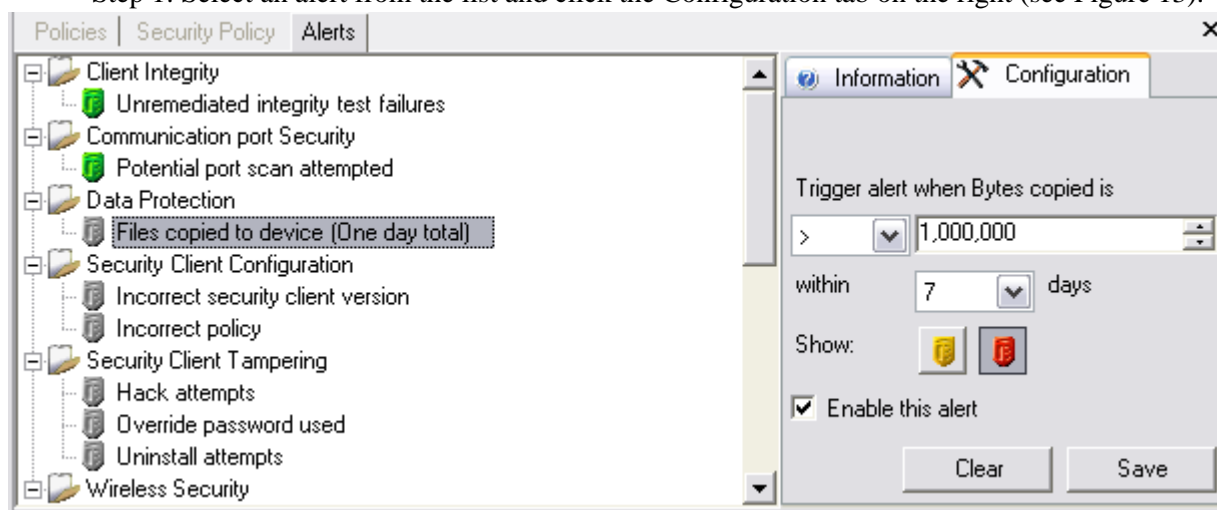 Step 1. Select an alert from the list and click the Configuration tab on the right (see Figure 15).
Policies Security Policy Alerts
Client Integrity
Unremediated integrity test failures
Communication port Security
Potential port scan attempted
Data Protection
Files copied to device (One day total)
Security Client Configuration
Incorrect security client version
Incorrect policy
Security Client Tampering
Hack attempts
Override password used
Uninstall attempts
Wireless Security
Information Configuration
Trigger alert when Bytes copied is
> 1,000,000
within 7 days
Show:
Enable this alert
Clear Save